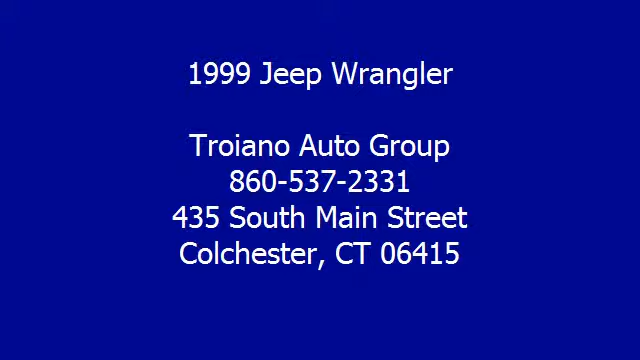 1999 Jeep Wrangler
Troiano Auto Group
860-537-2331
435 South Main Street
Colchester, CT 06415